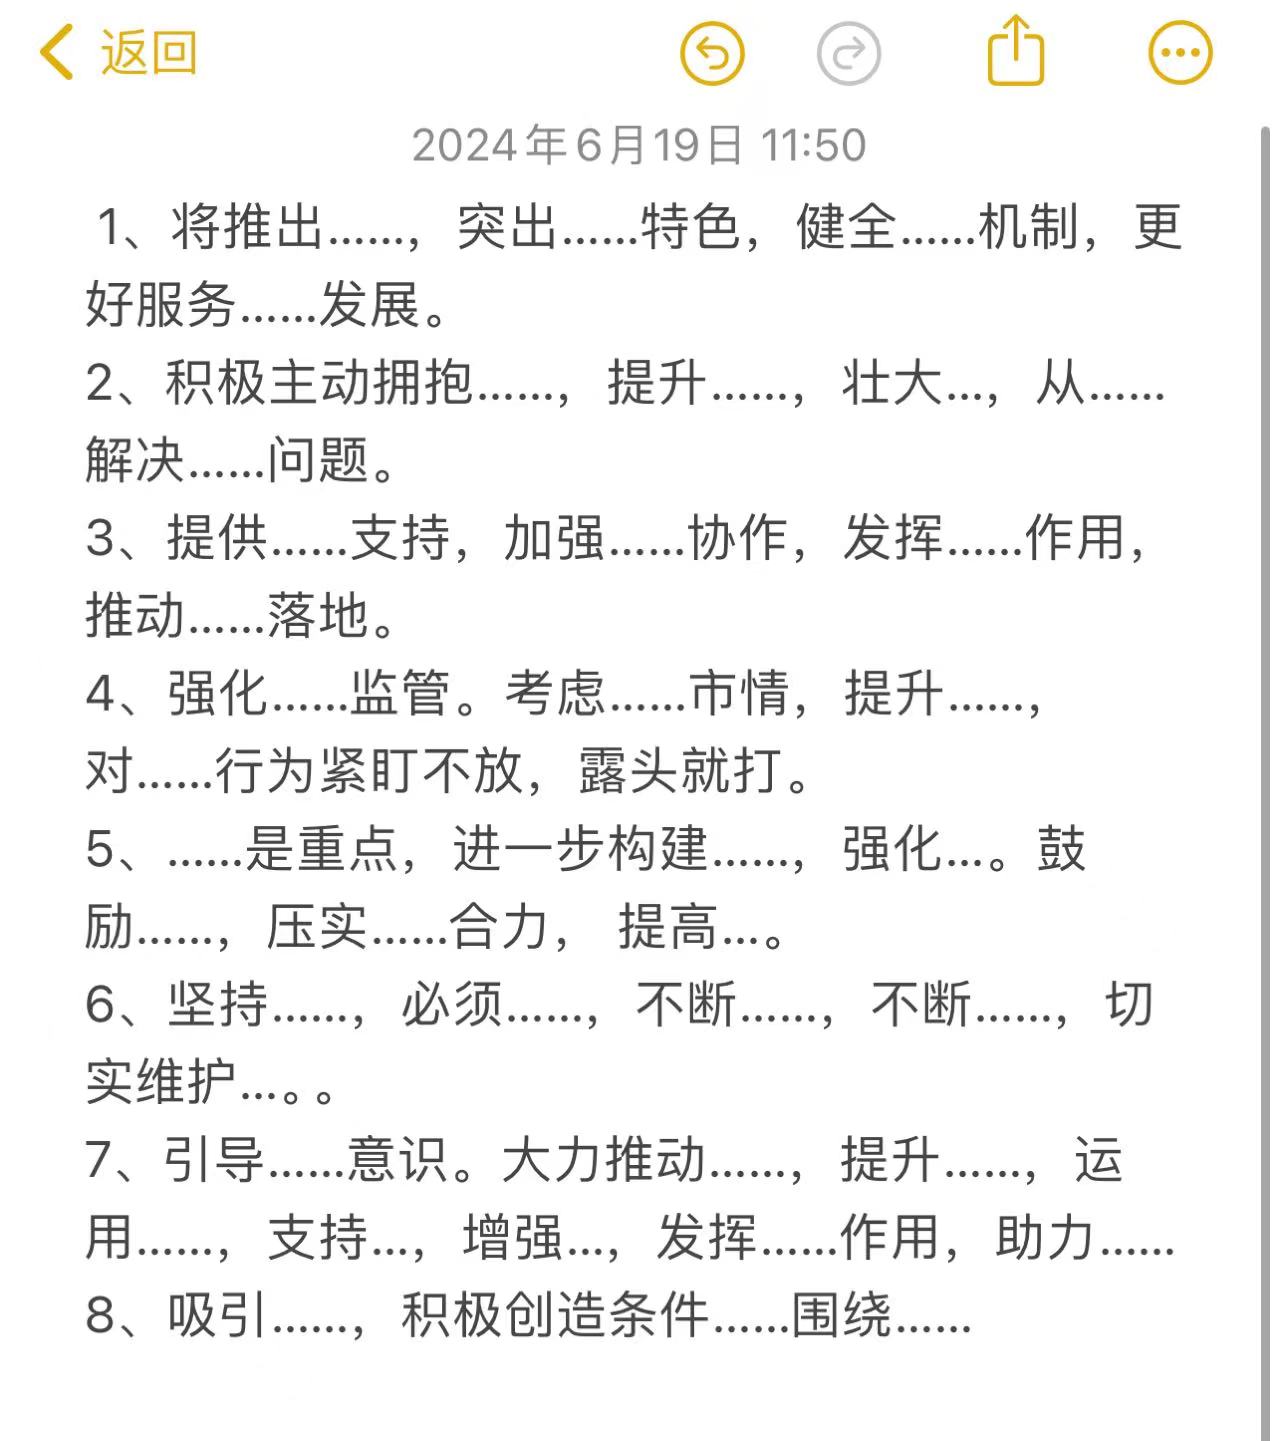 返回
2024年6月19日 11:50
1、将推出......，突出......特色，健全......机制，更
好服务......发展。
2、积极主动拥抱......，提升......，壮大...，从......
解决......问题。
3、提供......支持，加强......协作，发挥......作用，
推动......落地。
4、强化......监管。考虑......市情，提升......，
对......行为紧盯不放，露头就打。
5、......是重点，进一步构建......，强化...。鼓
励......，压实......合力， 提高...。
6、坚持......，必须......，不断......，不断......，切
实维护...。。
7、引导......意识。大力推动......，提升......，运
用......，支持...，增强...，发挥......作用，助力......
8、吸引......，积极创造条件......围绕......